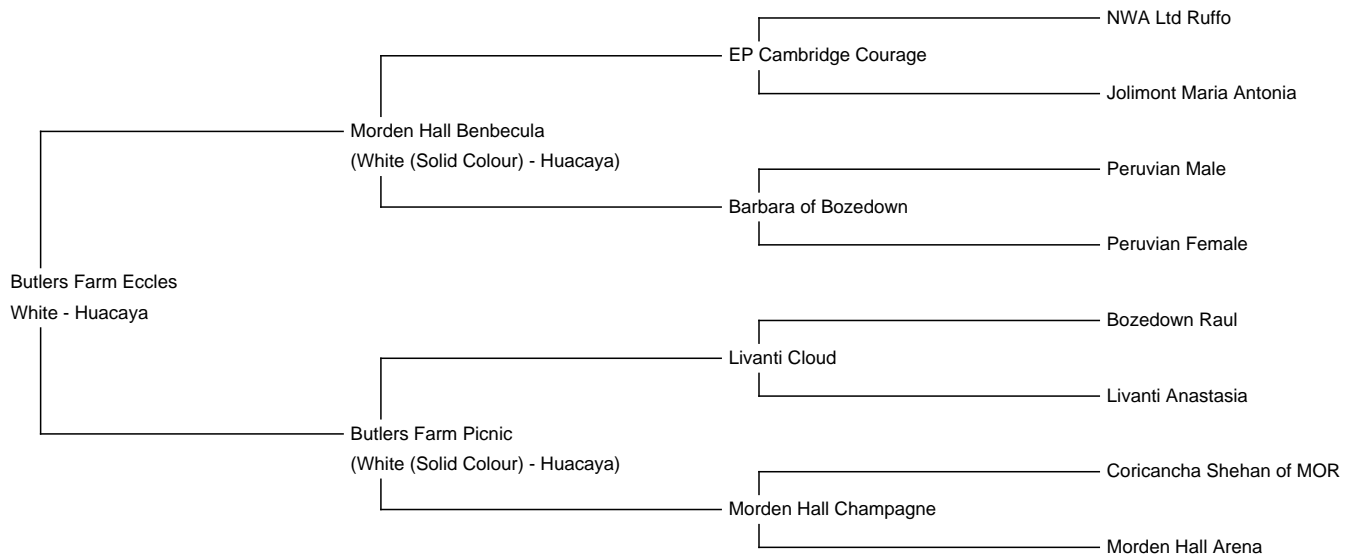 NWA Ltd Ruffo
EP Cambridge Courage
Jolimont Maria Antonia
Morden Hall Benbecula
(White (Solid Colour) - Huacaya)
Peruvian Male
Barbara of Bozedown
Peruvian Female
Butlers Farm Eccles
White - Huacaya
Bozedown Raul
Livanti Cloud
Livanti Anastasia
Butlers Farm Picnic
(White (Solid Colour) - Huacaya)
Coricancha Shehan of MOR
Morden Hall Champagne
Morden Hall Arena